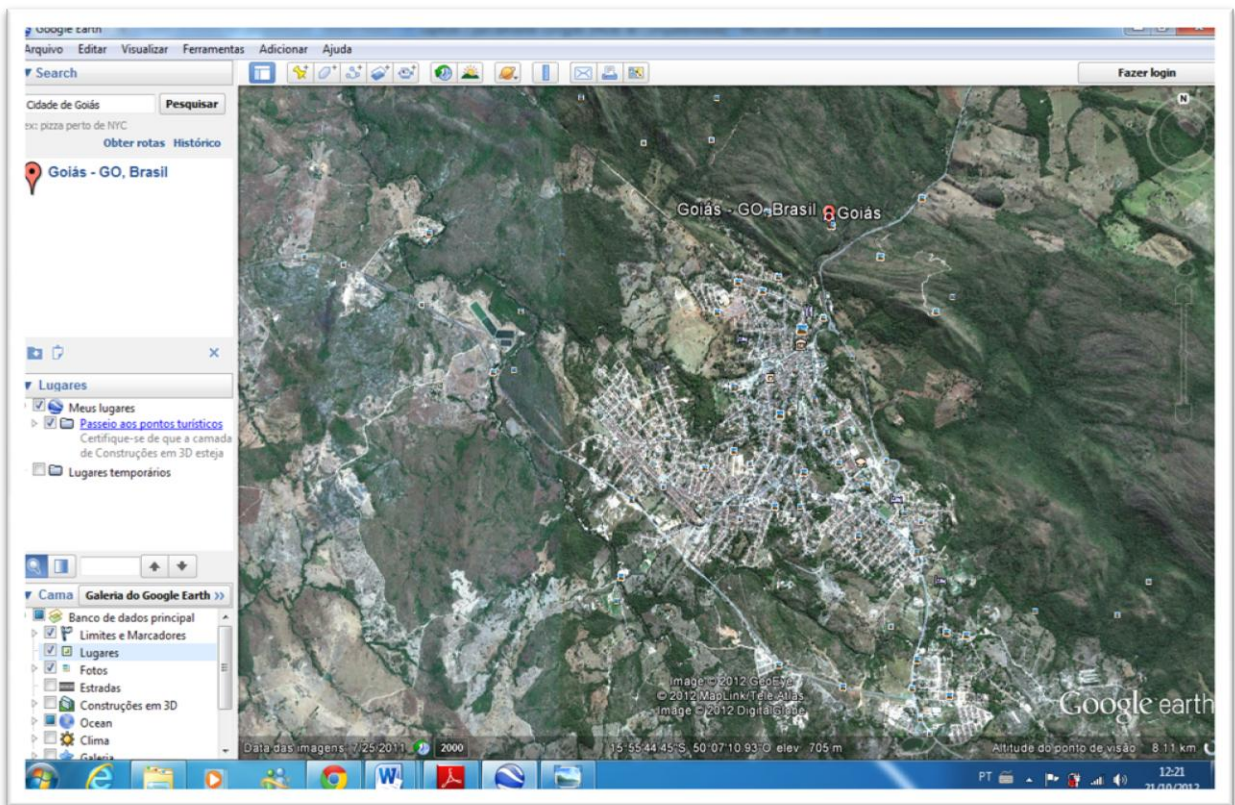 Google Earth
Arquivo Editar Visualizar Ferramentas Adicionar Ajuda
Search
Fazer login
Cidade de Goiás
Pesquisar
ex: pizza perto de NYC
Obter rotas Histórico
Goiás - GO, Brasil
N
Goiás - GO, Brasil
Goiás
Lugares
Meus lugares
Passeio aos pontos turísticos
Certifique-se de que a camada
de Construções em 3D esteja
Lugares temporários
Cama
Galeria do Google Earth >>
Banco de dados principal
Limites e Marcadores
Lugares
Fotos
Estradas
Construções em 3D
Ocean
Clima
Galeria
Image © 2012 GeoEye
© 2012 MapLink/Tele Atlas
Image © 2012 DigitalGlobe
Google earth
Data das imagens: 7/25/2011
2000
15°55'44.45"S 50°07'10.93"O elev 705 m
Altitude do ponto de visão 8.11 km
W
PT
12:21
21/10/2012